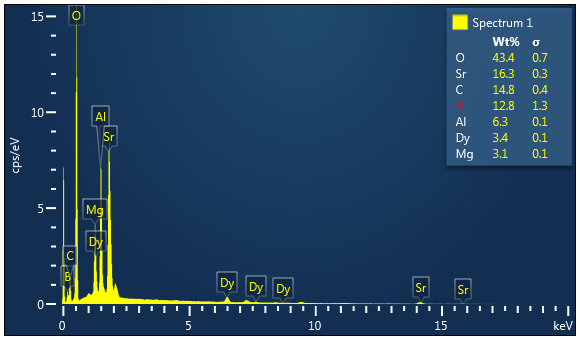 Spectrum 1
Wt% σ
O 43.4 0.7
Sr 16.3 0.3
C 14.8 0.4
B 12.8 1.3
Al 6.3 0.1
Dy 3.4 0.1
Mg 3.1 0.1
cps/eV
15
10
5
0
O
Al
Sr
Mg
Dy
C
B
Dy
Dy
Dy
Sr
Sr
0 5 10 15 keV